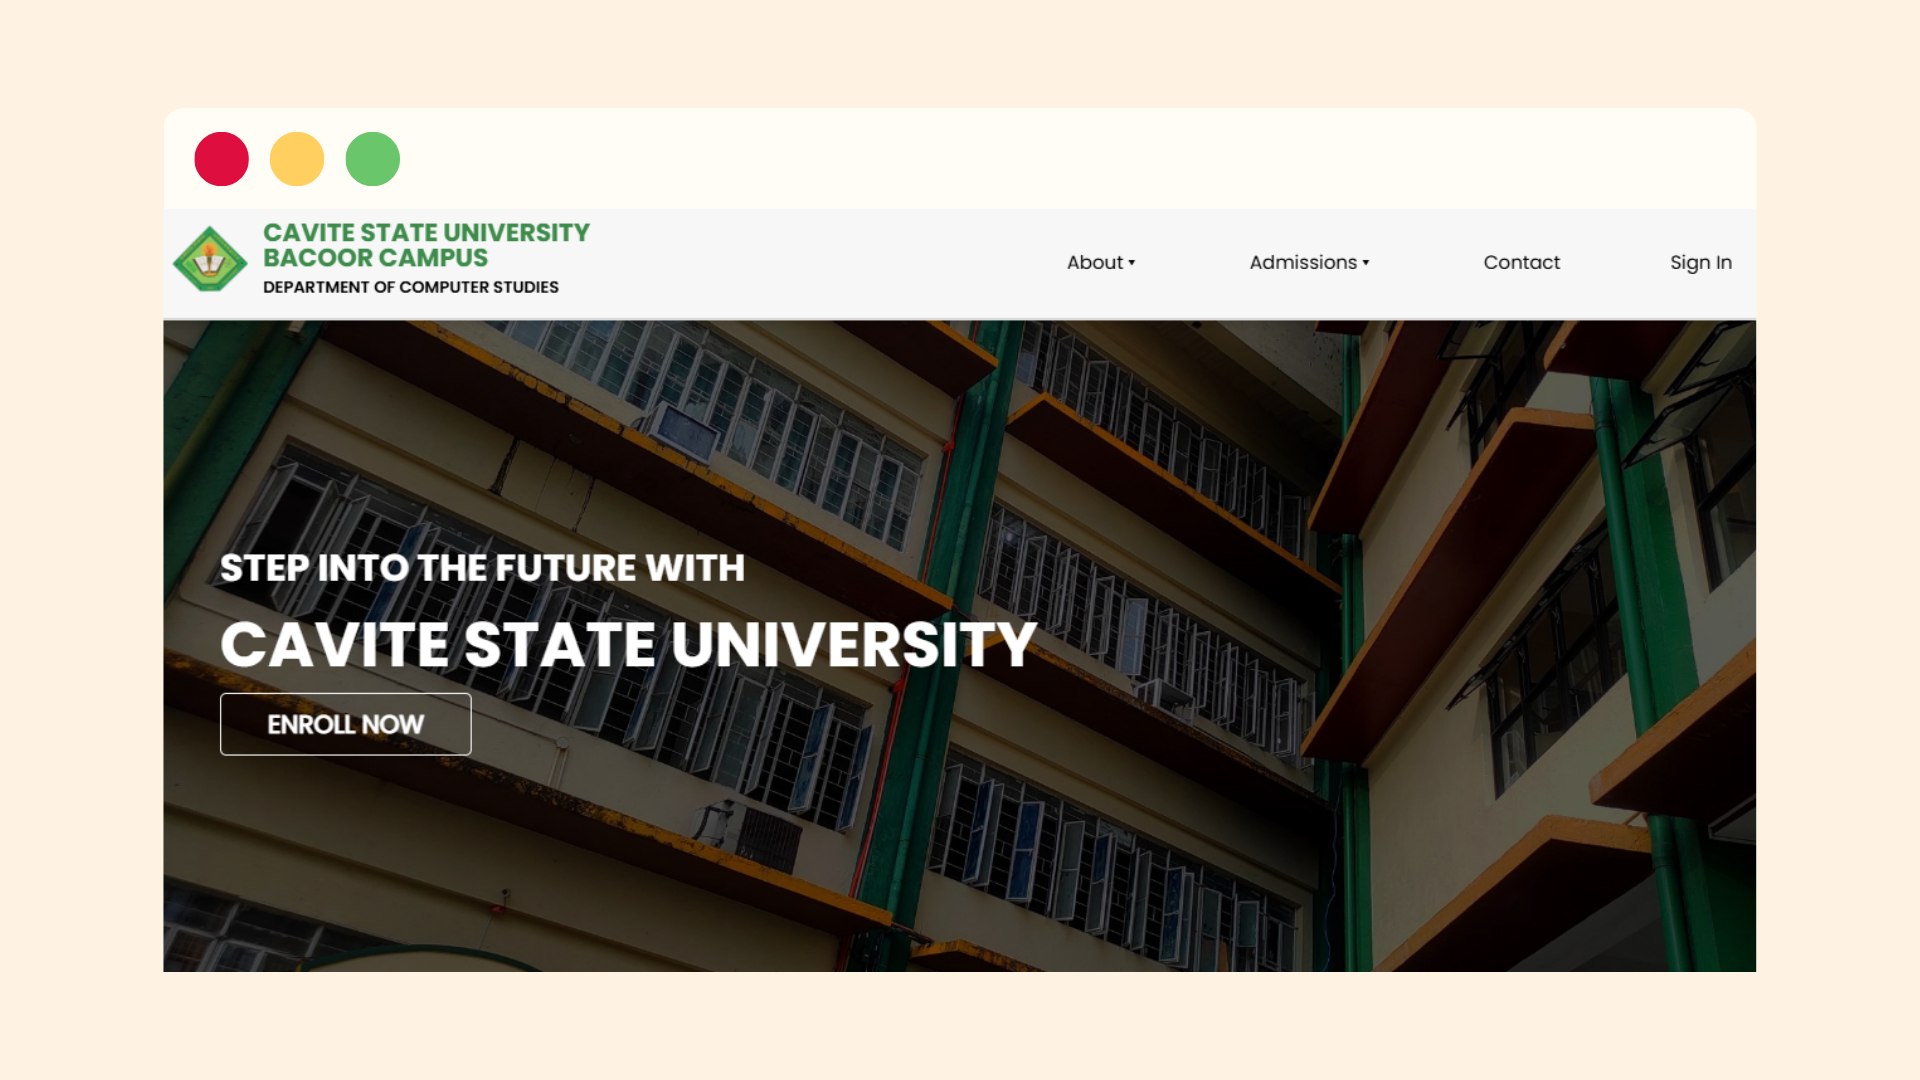 CAVITE STATE UNIVERSITY
BACOOR CAMPUS
DEPARTMENT OF COMPUTER STUDIES
About ▾
Admissions ▾
Contact
Sign In
STEP INTO THE FUTURE WITH
CAVITE STATE UNIVERSITY
ENROLL NOW